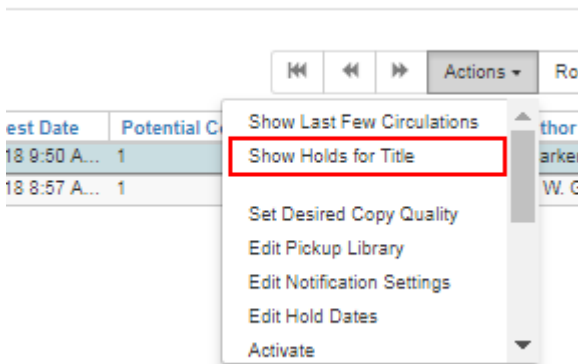 Actions
Ro
est Date Potential C Show Last Few Circulations thor
18 9:50 A... 1 Show Holds for Title arker
18 8:57 A... 1 W. G
Set Desired Copy Quality
Edit Pickup Library
Edit Notification Settings
Edit Hold Dates
Activate